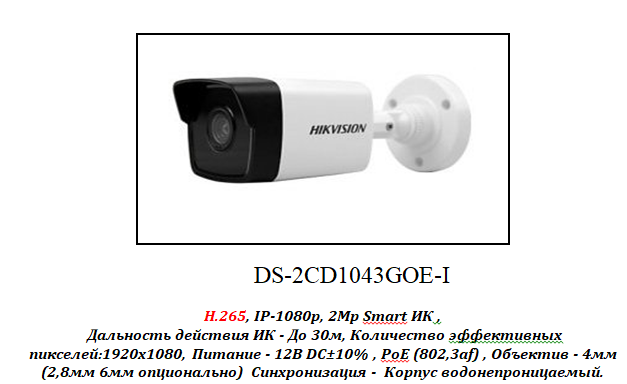 HIKVISION
DS-2CD1043GOE-I
H.265, IP-1080p, 2Mp Smart ИК ,
Дальность действия ИК - До 30м, Количество эффективных
пикселей:1920x1080, Питание - 12В DC±10% , PoE (802,3af) , Объектив - 4мм
(2,8мм 6мм опционально) Синхронизация - Корпус водонепроницаемый.